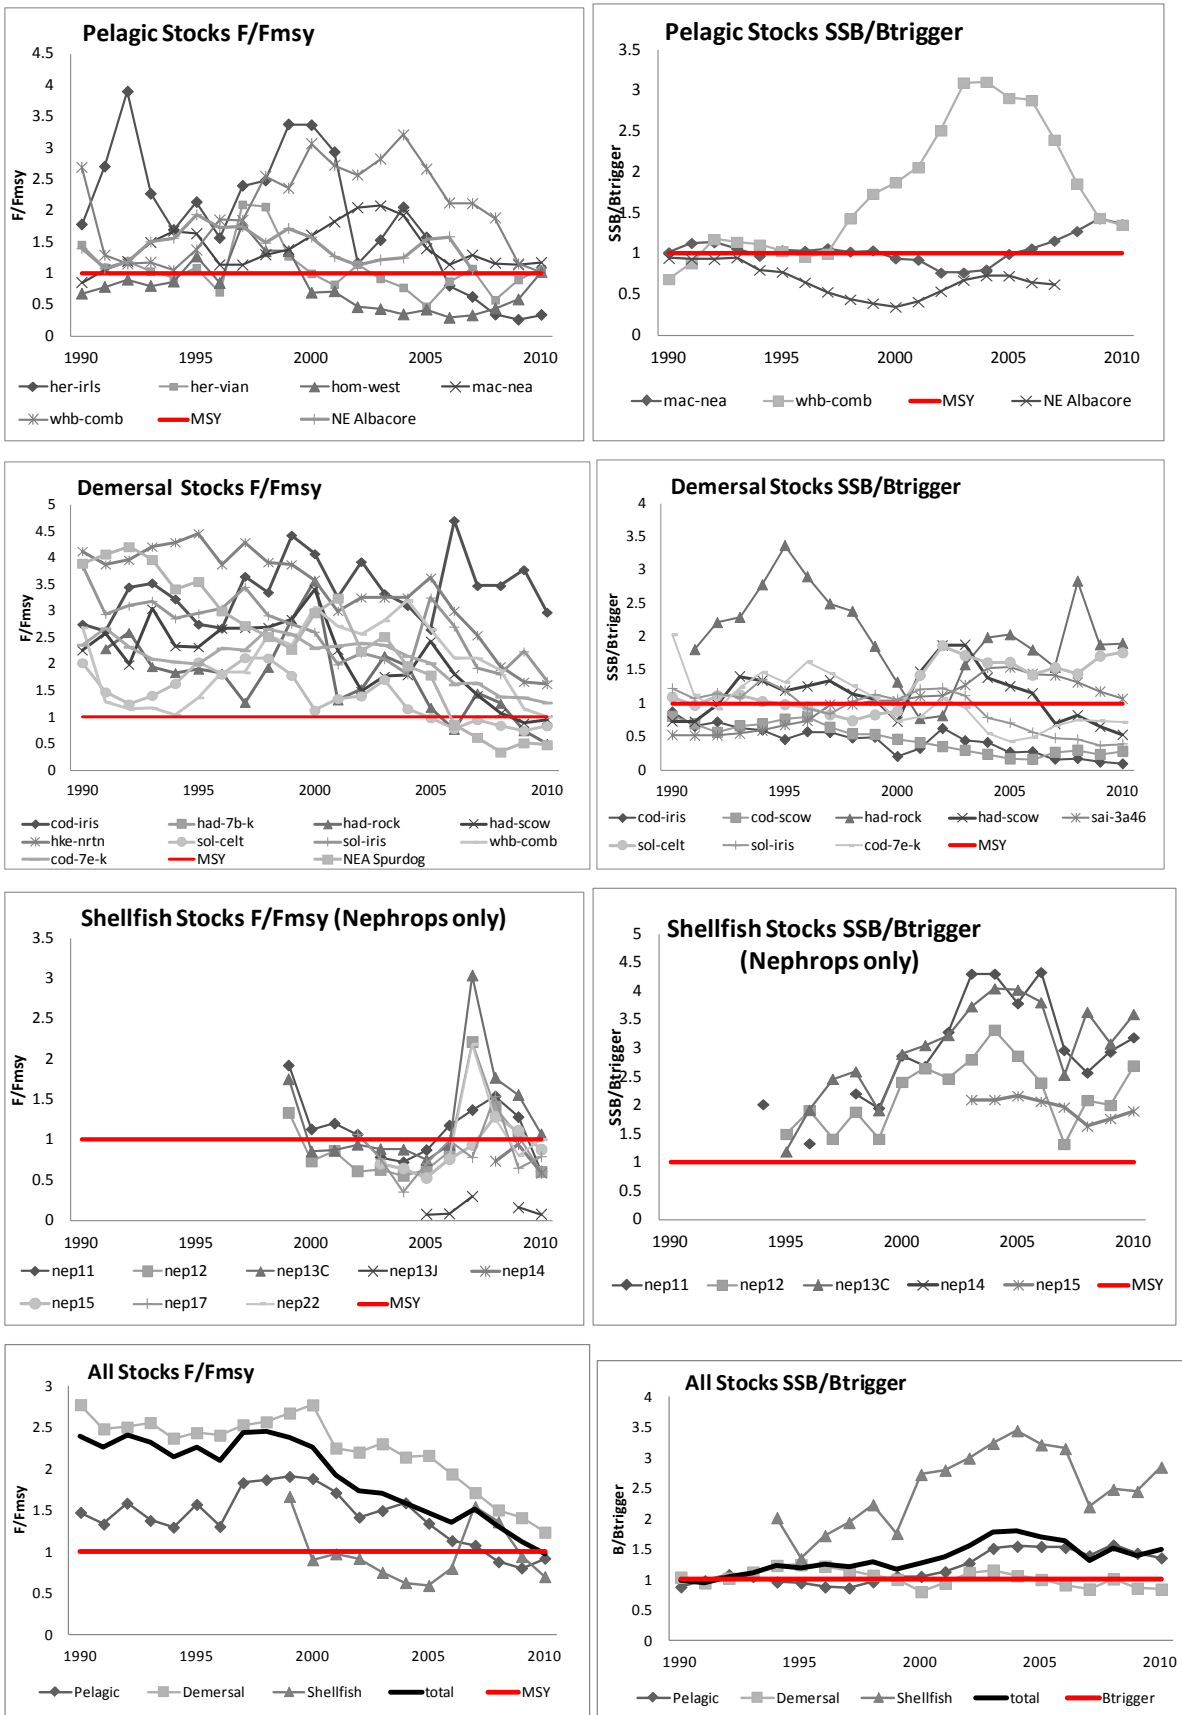 Pelagic Stocks F/Fmsy
4.5
4
3.5
3
2.5
2
1.5
1
0.5
0
F/Fmsy
1990 1995 2000 2005 2010
her-irls her-vian hom-west mac-nea
whb-comb MSY NE Albacore
Pelagic Stocks SSB/Btrigger
3.5
3
2.5
2
1.5
1
0.5
0
SSB/Btrigger
1990 1995 2000 2005 2010
mac-nea whb-comb MSY NE Albacore
Demersal Stocks F/Fmsy
5
4.5
4
3.5
3
2.5
2
1.5
1
0.5
0
F/Fmsy
1990 1995 2000 2005 2010
cod-iris had-7b-k had-rock had-scow
hke-nrtn sol-celt sol-iris whb-comb
cod-7e-k MSY NEA Spurdog
Demersal Stocks SSB/Btrigger
4
3.5
3
2.5
2
1.5
1
0.5
0
SSB/Btrigger
1990 1995 2000 2005 2010
cod-iris cod-scow had-rock had-scow sai-3a46
sol-celt sol-iris cod-7e-k MSY
Shellfish Stocks F/Fmsy (Nephrops only)
3.5
3
2.5
2
1.5
1
0.5
0
F/Fmsy
1990 1995 2000 2005 2010
nep11 nep12 nep13C nep13J nep14
nep15 nep17 nep22 MSY
Shellfish Stocks SSB/Btrigger
(Nephrops only)
5
4.5
4
3.5
3
2.5
2
1.5
1
0.5
0
SSB/Btrigger
1990 1995 2000 2005 2010
nep11 nep12 nep13C nep14 nep15 MSY
All Stocks F/Fmsy
3
2.5
2
1.5
1
0.5
0
F/Fmsy
1990 1995 2000 2005 2010
Pelagic Demersal Shellfish total MSY
All Stocks SSB/Btrigger
4
3.5
3
2.5
2
1.5
1
0.5
0
B/Btrigger
1990 1995 2000 2005 2010
Pelagic Demersal Shellfish total Btrigger